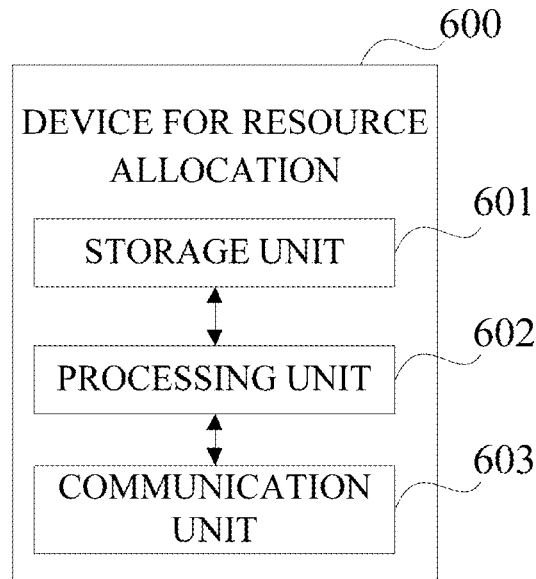 600
DEVICE FOR RESOURCE
ALLOCATION
601
STORAGE UNIT
602
PROCESSING UNIT
603
COMMUNICATION
UNIT